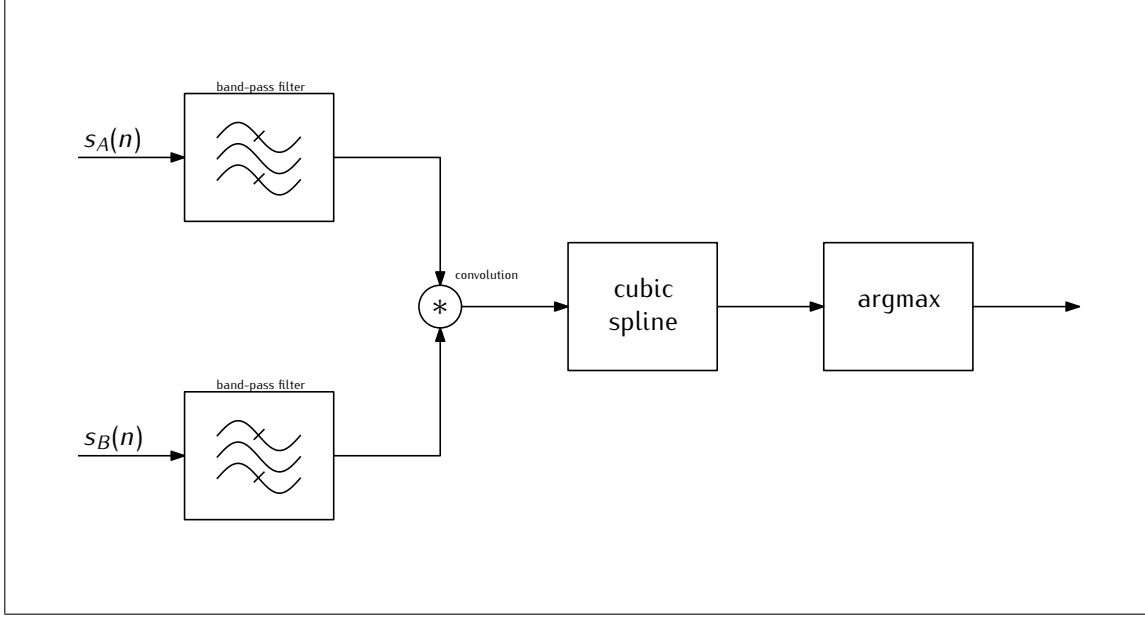 band-pass filter
s_A(n)
convolution
*
cubic
spline
argmax
band-pass filter
s_B(n)